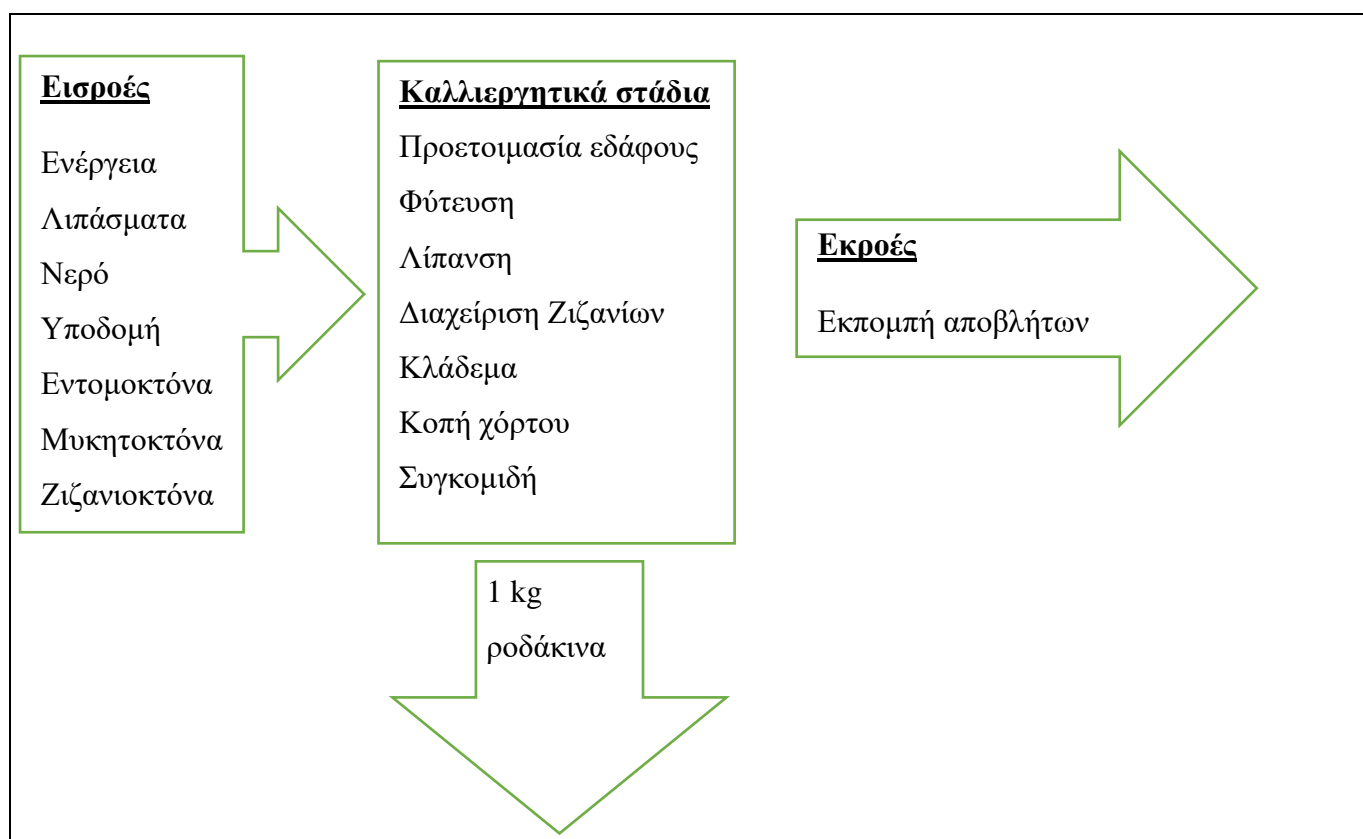 Εισροές
Ενέργεια
Λιπάσματα
Νερό
Υποδομή
Εντομοκτόνα
Μυκητοκτόνα
Ζιζανιοκτόνα
Καλλιεργητικά στάδια
Προετοιμασία εδάφους
Φύτευση
Λίπανση
Διαχείριση Ζιζανίων
Κλάδεμα
Κοπή χόρτου
Συγκομιδή
Εκροές
Εκπομπή αποβλήτων
1 kg
ροδάκινα